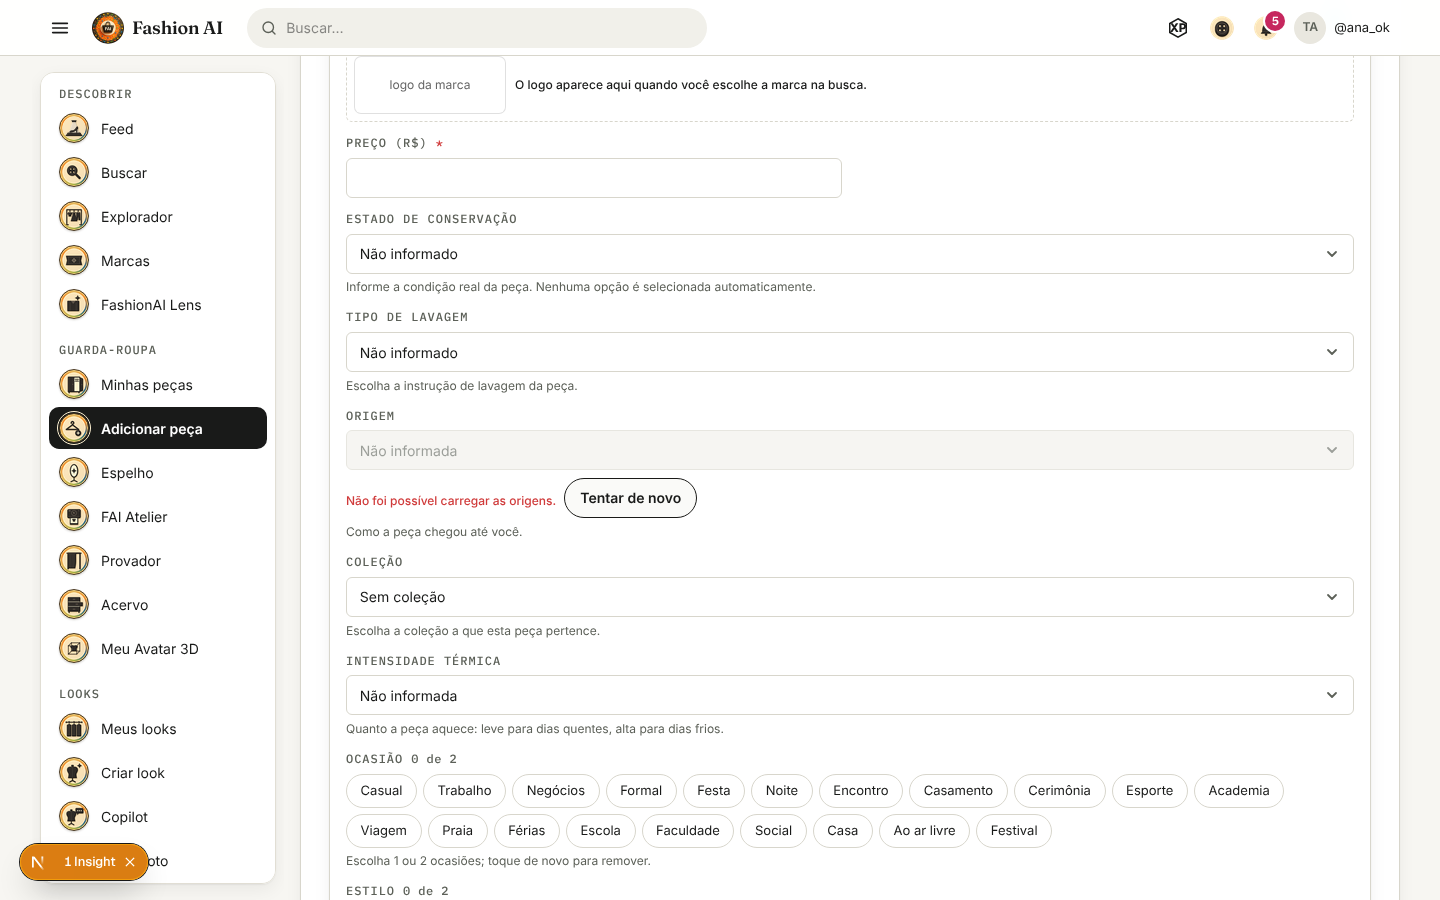 Fashion AI
Buscar...
XP
5
TA
@ana_ok
DESCOBRIR
Feed
Buscar
Explorador
Marcas
FashionAI Lens
GUARDA-ROUPA
Minhas peças
Adicionar peça
Espelho
FAI Atelier
Provador
Acervo
Meu Avatar 3D
LOOKS
Meus looks
Criar look
Copilot
oto
N 1 Insight
logo da marca
O logo aparece aqui quando você escolhe a marca na busca.
PREÇO (R$) *
ESTADO DE CONSERVAÇÃO
Não informado
Informe a condição real da peça. Nenhuma opção é selecionada automaticamente.
TIPO DE LAVAGEM
Não informado
Escolha a instrução de lavagem da peça.
ORIGEM
Não informada
Não foi possível carregar as origens. Tentar de novo
Como a peça chegou até você.
COLEÇÃO
Sem coleção
Escolha a coleção a que esta peça pertence.
INTENSIDADE TÉRMICA
Não informada
Quanto a peça aquece: leve para dias quentes, alta para dias frios.
OCASIÃO 0 de 2
Casual Trabalho Negócios Formal Festa Noite Encontro Casamento Cerimônia Esporte Academia
Viagem Praia Férias Escola Faculdade Social Casa Ao ar livre Festival
Escolha 1 ou 2 ocasiões; toque de novo para remover.
ESTILO 0 de 2